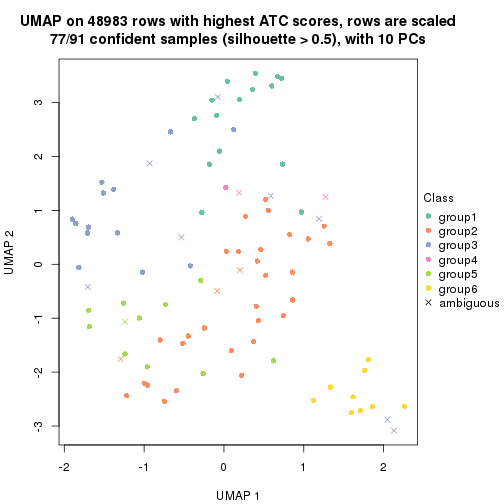 UMAP on 48983 rows with highest ATC scores, rows are scaled
77/91 confident samples (silhouette > 0.5), with 10 PCs
3
2
1
0
-1
-2
-3
UMAP 2
-2
-1
0
1
2
UMAP 1
Class
group1
group2
group3
group4
group5
group6
ambiguous